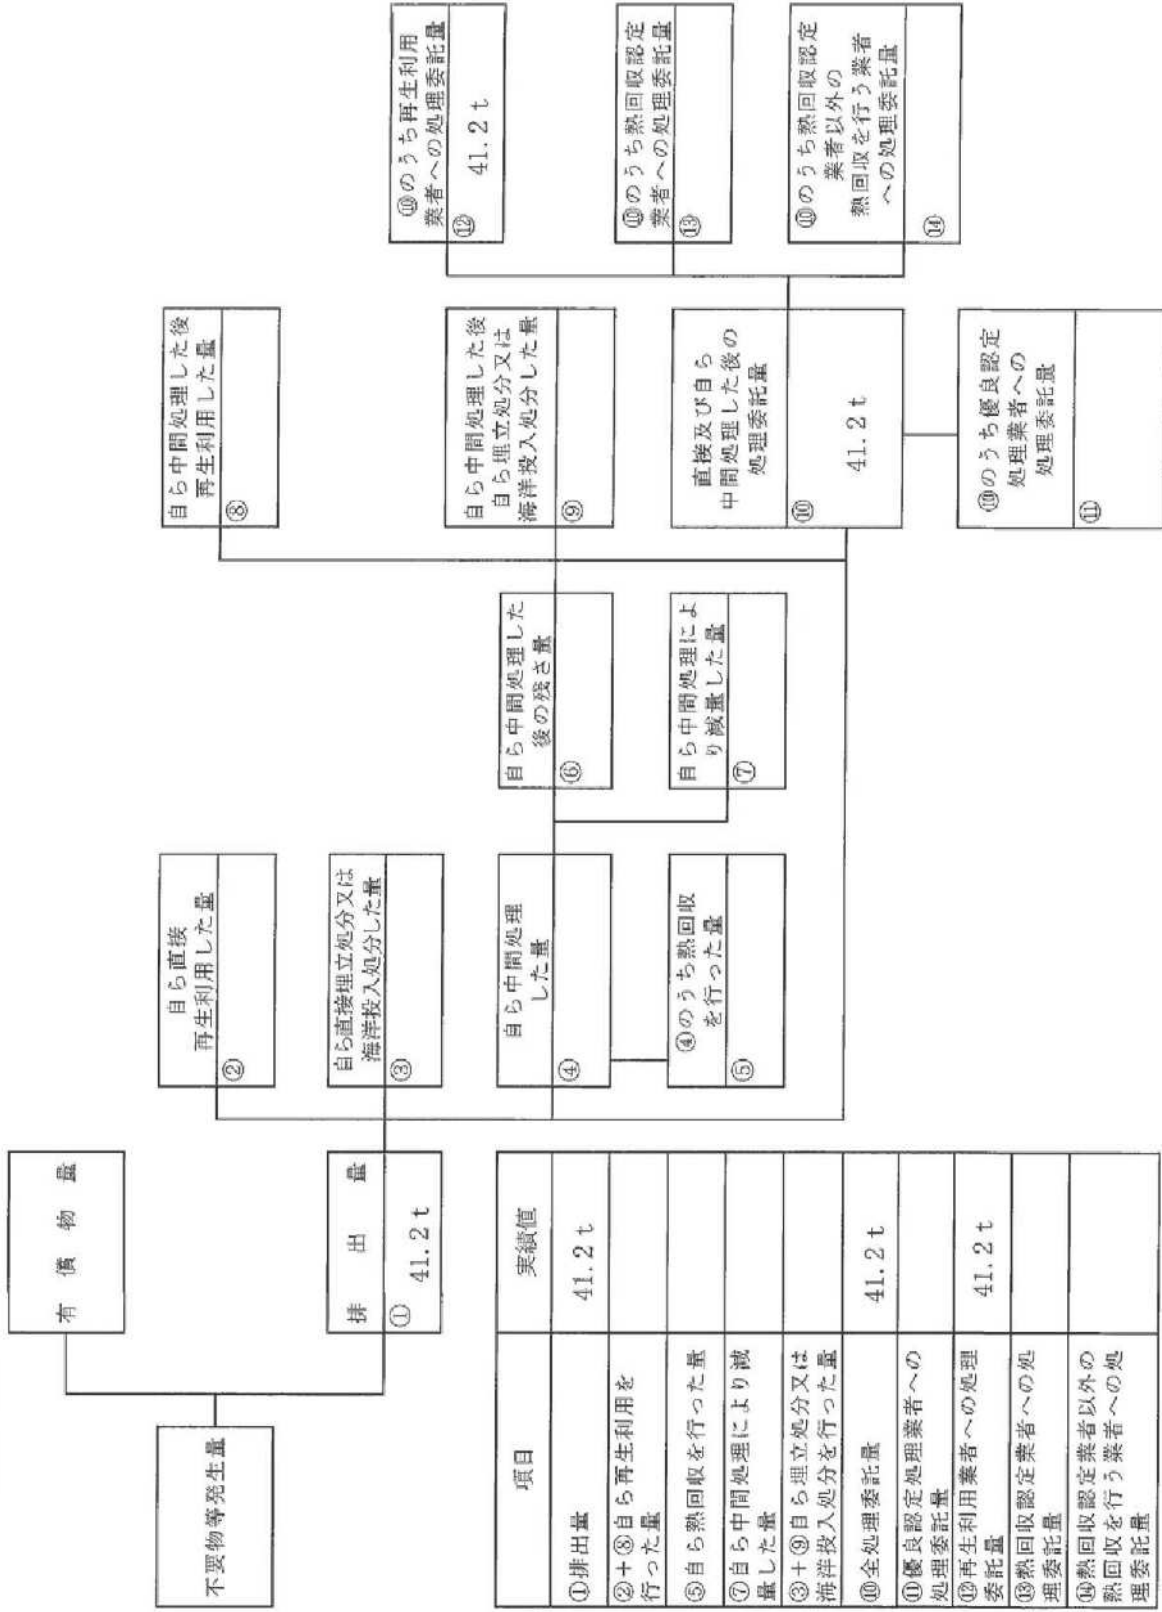 不要物等発生量
有償物量
排出量
①
41.2 t
自ら直接
再生利用した量
②
自ら直接埋立処分又は
海洋投入処分した量
③
自ら中間処理
した量
④
④のうち熱回収
を行った量
⑤
自ら中間処理した
後の残さ量
⑥
自ら中間処理によ
り減量した量
⑦
自ら中間処理した後
再生利用した量
⑧
自ら中間処理した後
自ら埋立処分又は
海洋投入処分した量
⑨
直接及び自ら
中間処理した後の
処理委託量
⑩
41.2 t
⑩のうち優良認定
処理業者への
処理委託量
⑪
⑩のうち再生利用
業者への処理委託量
⑫
41.2 t
⑩のうち熱回収認定
業者への処理委託量
⑬
⑩のうち熱回収認定
業者以外の
熱回収を行う業者
への処理委託量
⑭
項目 実績値
①排出量 41.2 t
②+⑧自ら再生利用を
行った量
⑤自ら熱回収を行った量
⑦自ら中間処理により減
量した量
③+⑨自ら埋立処分又は
海洋投入処分を行った量
⑩全処理委託量 41.2 t
⑪優良認定処理業者への
処理委託量
⑫再生利用業者への処理
委託量 41.2 t
⑬熱回収認定業者への処
理委託量
⑭熱回収認定業者以外の
熱回収を行う業者への処
理委託量